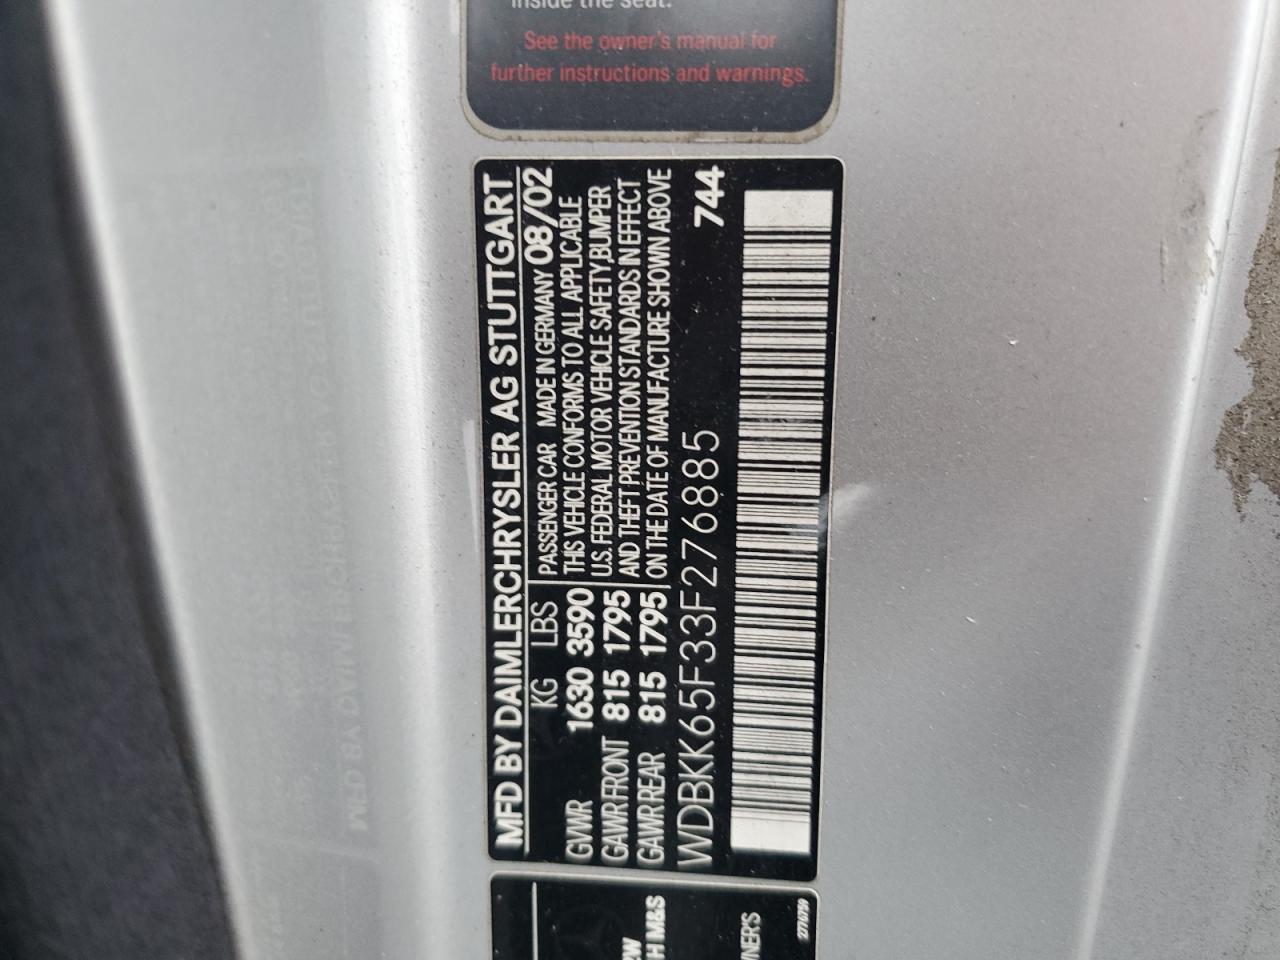 inside the seat.
See the owner's manual for
further instructions and warnings.
MFD BY DAIMLERCHRYSLER AG STUTTGART
KG LBS
GVWR 1630 3590
GAWR FRONT 815 1795
GAWR REAR 815 1795
PASSENGER CAR MADE IN GERMANY 08/02
THIS VEHICLE CONFORMS TO ALL APPLICABLE
U.S. FEDERAL MOTOR VEHICLE SAFETY,BUMPER
AND THEFT PREVENTION STANDARDS IN EFFECT
ON THE DATE OF MANUFACTURE SHOWN ABOVE
WDBKK65F33F276885 744
H M&S